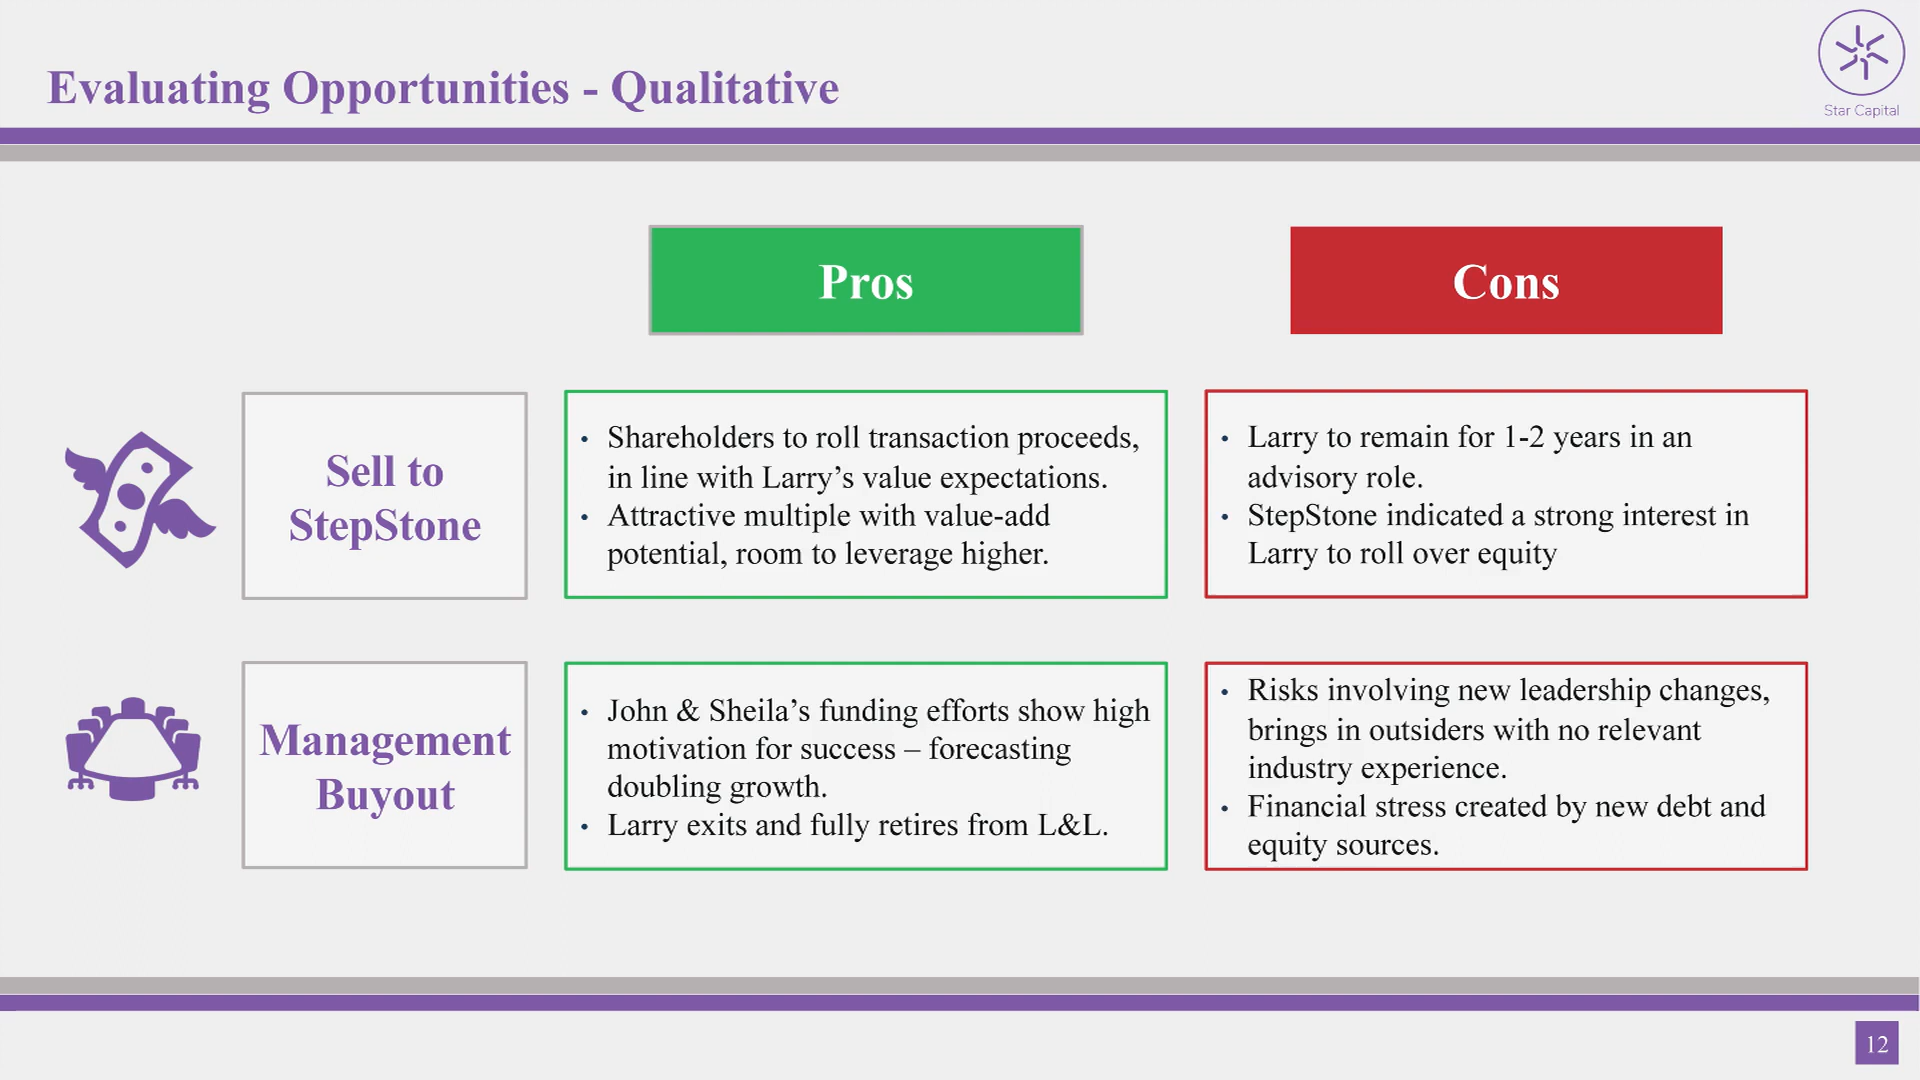 Evaluating Opportunities - Qualitative
Star Capital
Pros
Cons
Sell to
StepStone
• Shareholders to roll transaction proceeds,
in line with Larry’s value expectations.
• Attractive multiple with value-add
potential, room to leverage higher.
• Larry to remain for 1-2 years in an
advisory role.
• StepStone indicated a strong interest in
Larry to roll over equity
Management
Buyout
• John & Sheila’s funding efforts show high
motivation for success – forecasting
doubling growth.
• Larry exits and fully retires from L&L.
• Risks involving new leadership changes,
brings in outsiders with no relevant
industry experience.
• Financial stress created by new debt and
equity sources.
12